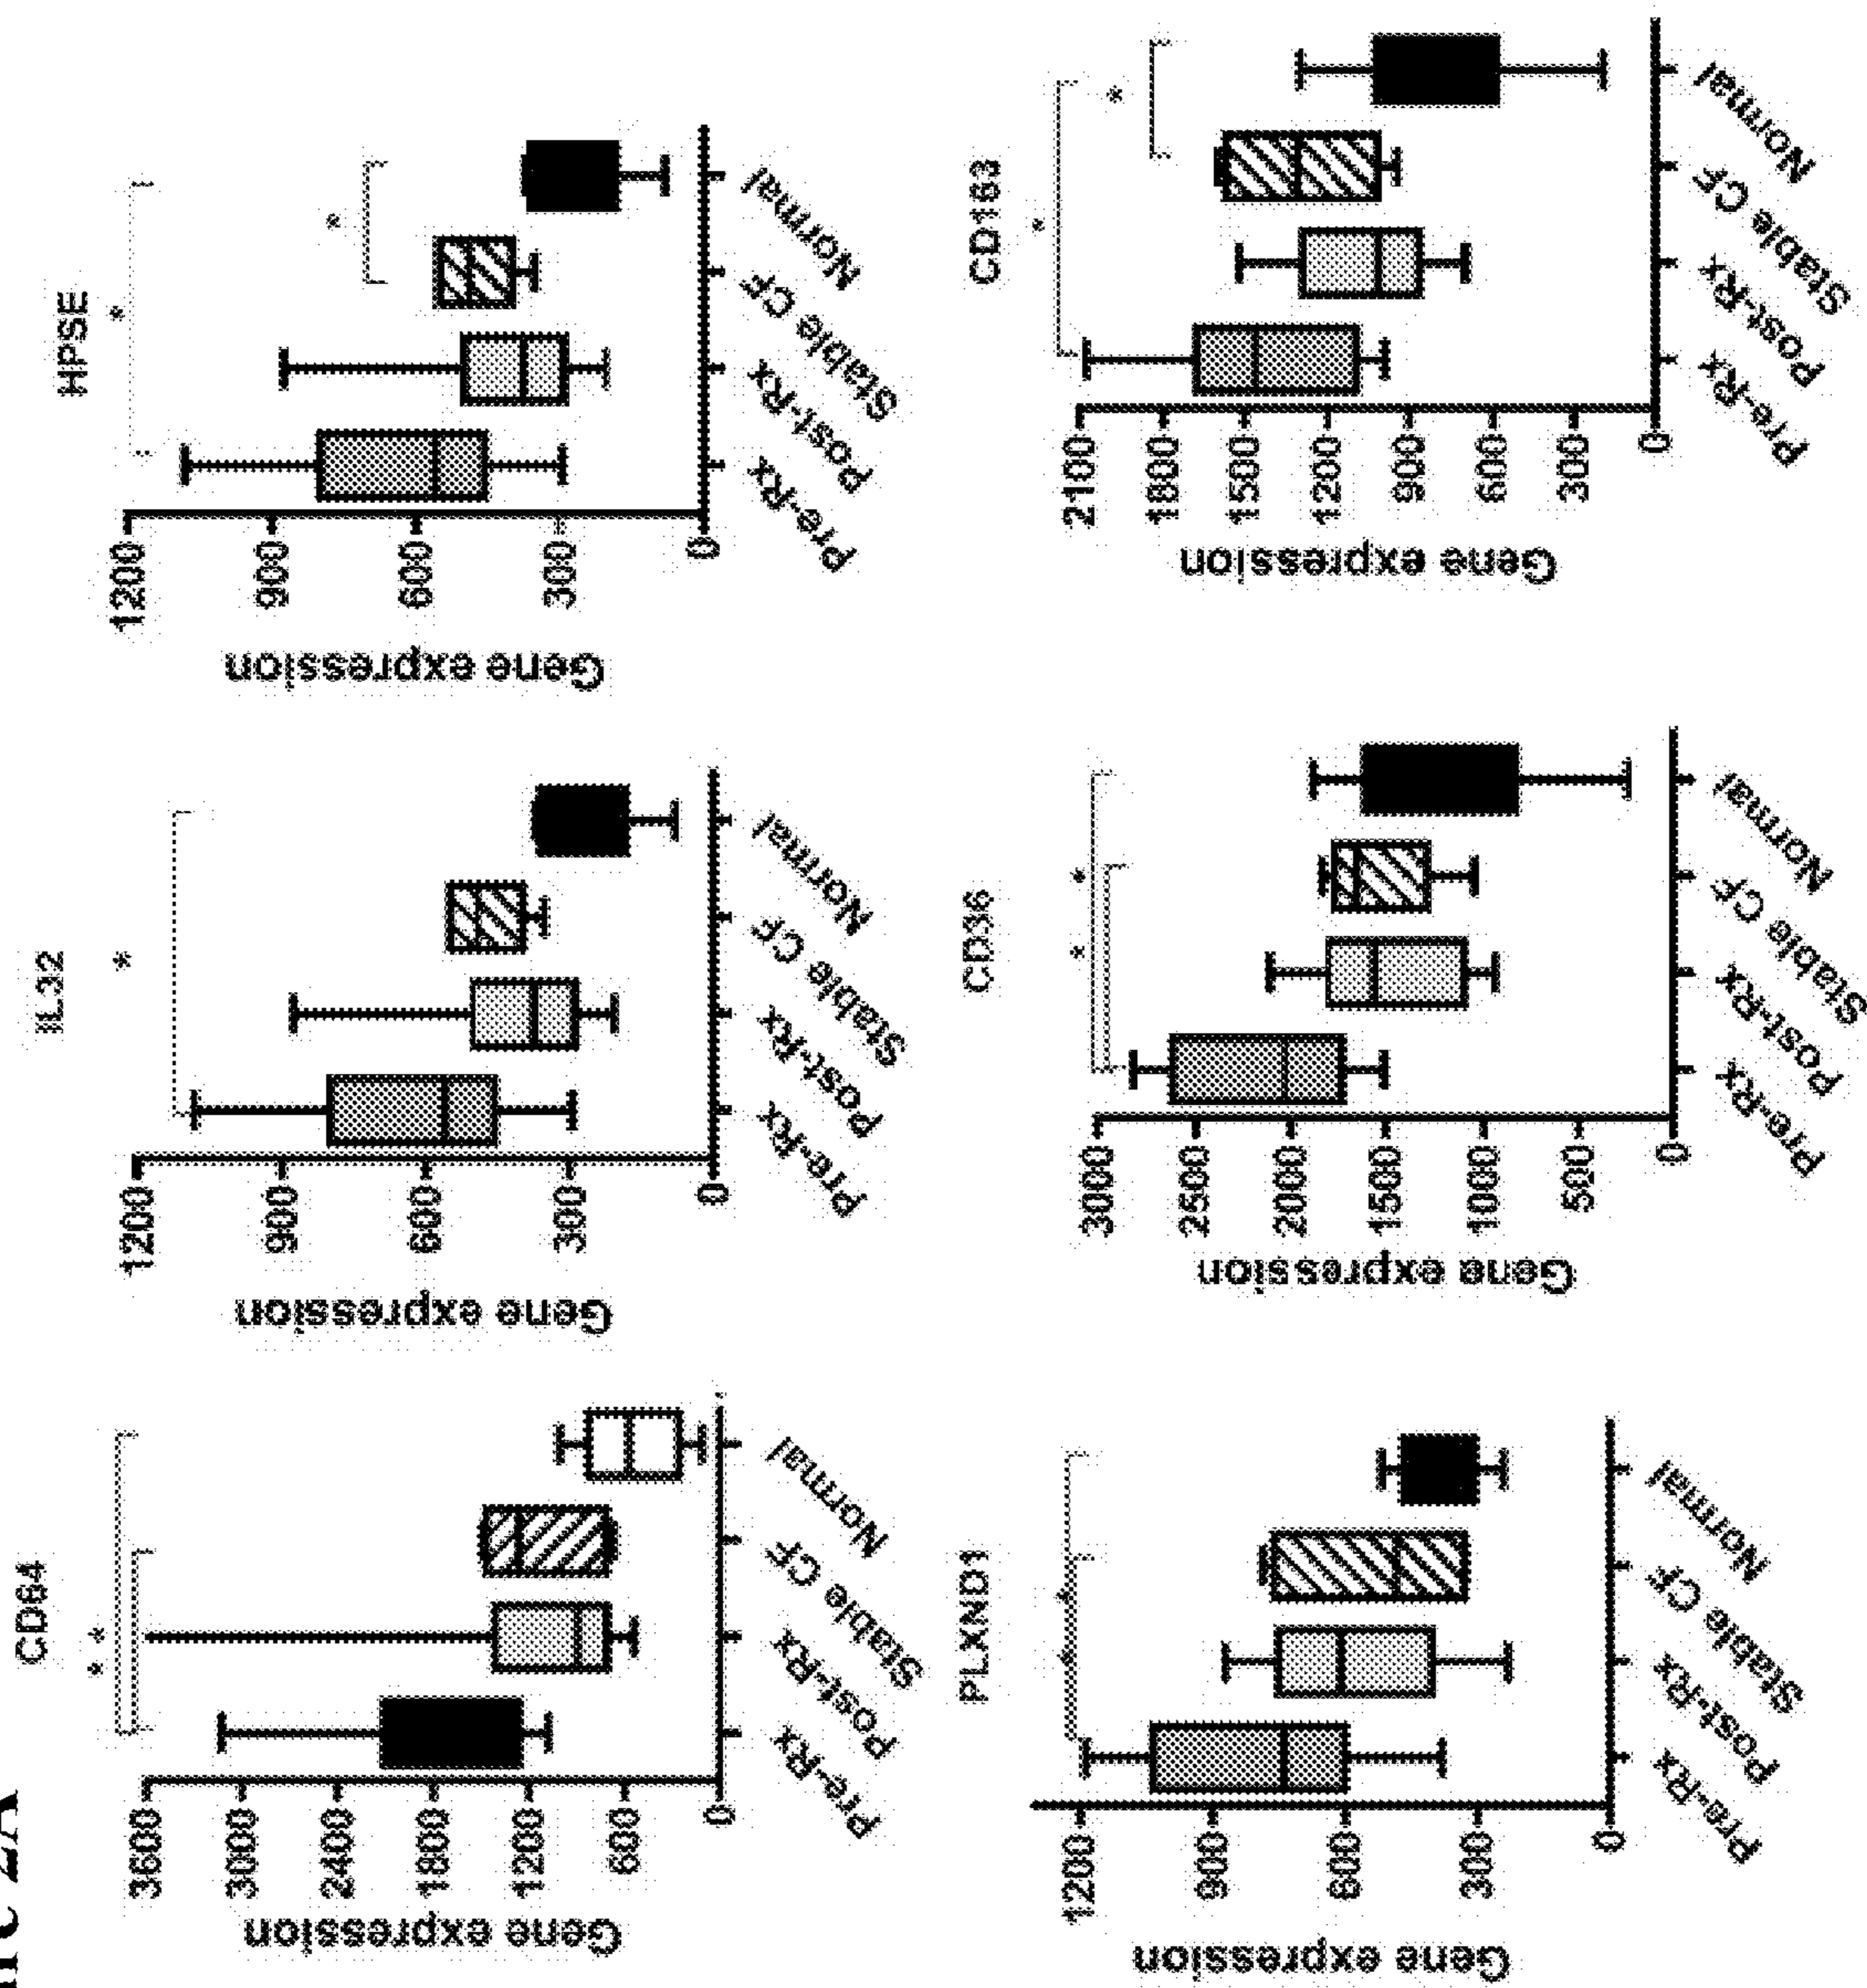 2A
CD64
Gene expression
3600
3000
2400
1800
1200
600
0
Pre-Rx
Post-Rx
Stable CF
Normal
*
*
IL32
Gene expression
1200
900
600
300
0
Pre-Rx
Post-Rx
Stable CF
Normal
*
HPSE
Gene expression
1200
900
600
300
0
Pre-Rx
Post-Rx
Stable CF
Normal
*
*
PLXND1
Gene expression
1200
900
600
300
0
Pre-Rx
Post-Rx
Stable CF
Normal
*
*
CD36
Gene expression
3000
2500
2000
1500
1000
500
0
Pre-Rx
Post-Rx
Stable CF
Normal
*
*
CD163
Gene expression
2100
1800
1500
1200
900
600
300
0
Pre-Rx
Post-Rx
Stable CF
Normal
*
*